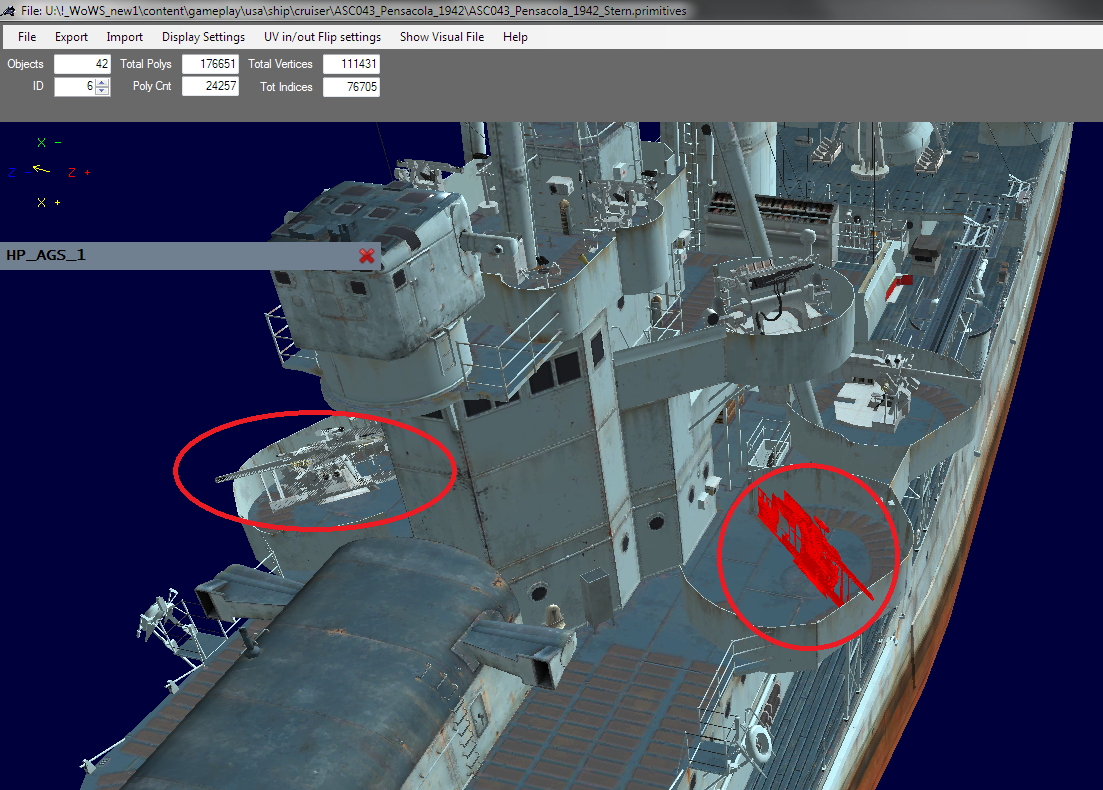 File: U:\!_WoWS_new1\content\gameplay\usa\ship\cruiser\ASC043_Pensacola_1942\ASC043_Pensacola_1942_Stern.primitives
File Export Import Display Settings UV in/out Flip settings Show Visual File Help
Objects 42 Total Polys 176651 Total Vertices 111431
ID 6 Poly Cnt 24257 Tot Indices 76705
X -
Z - Z +
X +
HP_AGS_1